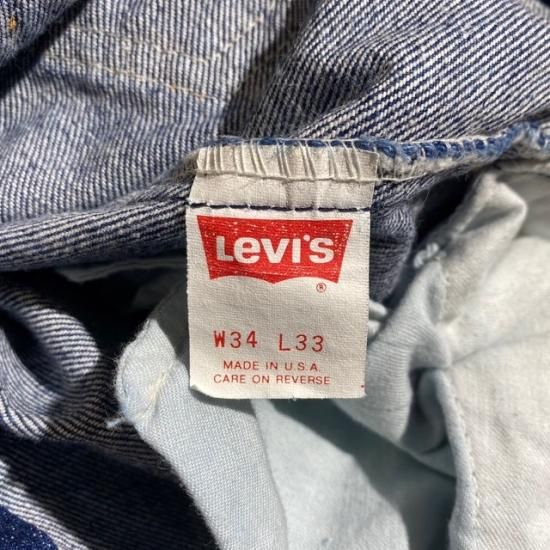 Levi's
®
W34 L33
MADE IN U.S.A.
CARE ON REVERSE